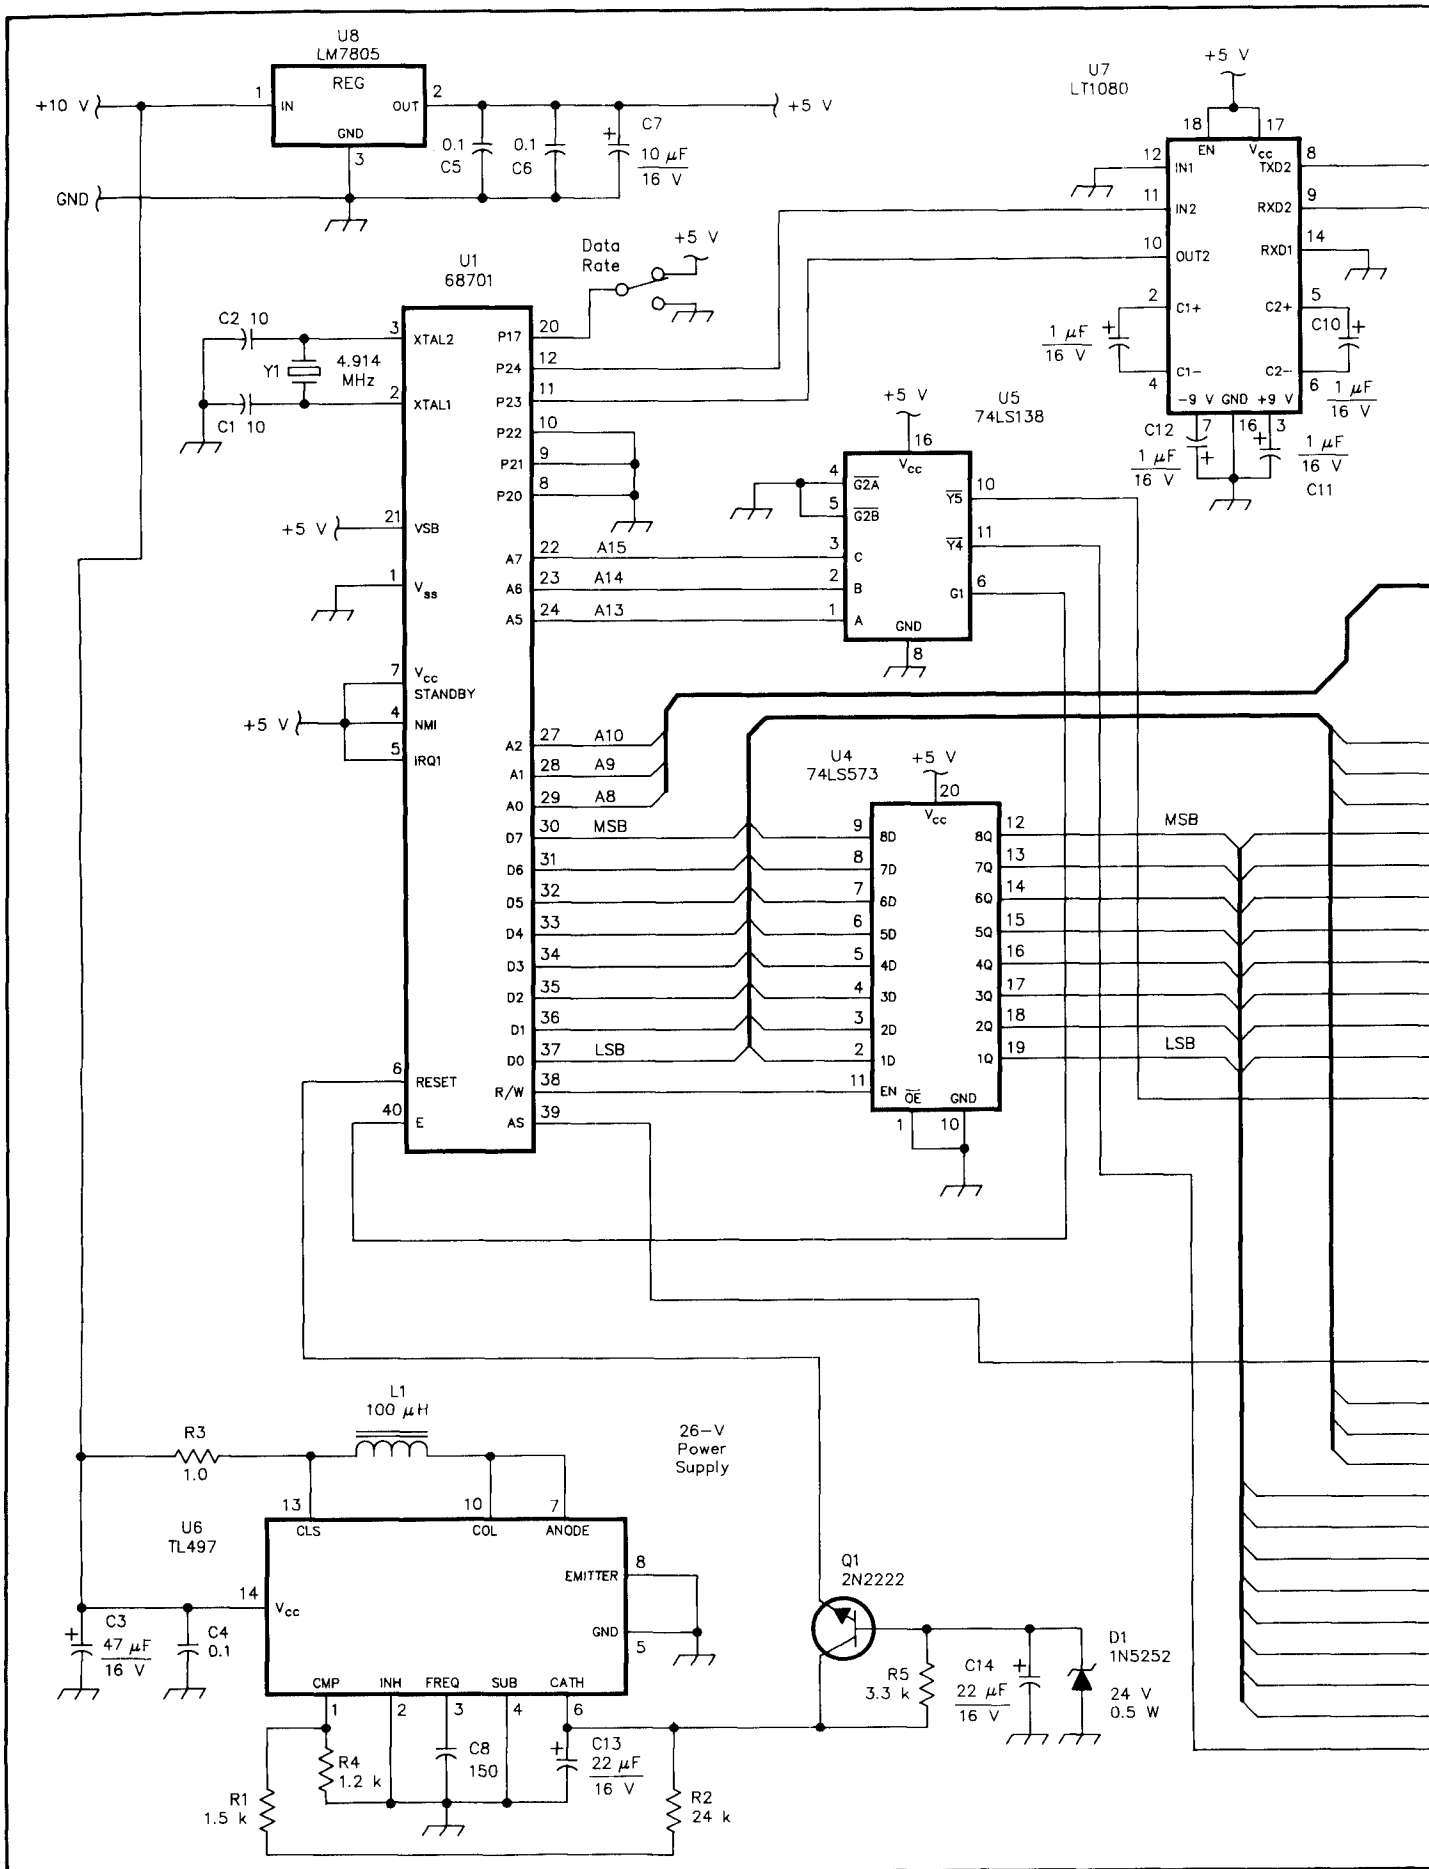 U8
LM7805
REG
1
IN
OUT
2
GND
3
+10 V
GND
+5 V
0.1
C5
0.1
C6
+
C7
10 µF
16 V
U7
LT1080
+5 V
18
17
EN
Vcc
12
IN1
TXD2
8
11
IN2
RXD2
9
10
OUT2
RXD1
14
2
C1+
C2+
5
4
C1−
C2−
6
−9 V
GND
+9 V
7
16
3
1 µF
16 V
+
C10
+
1 µF
16 V
C12
1 µF
16 V
+
+
1 µF
16 V
C11
Data
Rate
+5 V
U1
68701
C2 10
Y1
4.914
MHz
C1 10
3
XTAL2
2
XTAL1
+5 V
21
VSB
1
Vss
7
Vcc
STANDBY
+5 V
4
NMI
5
IRQ1
6
RESET
40
E
P17
20
P24
12
P23
11
P22
10
P21
9
P20
8
A7
22
A15
A6
23
A14
A5
24
A13
A2
27
A10
A1
28
A9
A0
29
A8
D7
30
MSB
D6
31
D5
32
D4
33
D3
34
D2
35
D1
36
D0
37
LSB
R/W
38
AS
39
+5 V
U5
74LS138
16
Vcc
4
G2A
5
G2B
3
C
2
B
1
A
GND
8
Y5
10
Y4
11
G1
6
U4
74LS573
+5 V
20
Vcc
9
8D
8Q
12
MSB
8
7D
7Q
13
7
6D
6Q
14
6
5D
5Q
15
5
4D
4Q
16
4
3D
3Q
17
3
2D
2Q
18
2
1D
1Q
19
LSB
11
EN
OE
GND
1
10
L1
100 µH
R3
1.0
26−V
Power
Supply
U6
TL497
13
CLS
10
COL
7
ANODE
14
Vcc
EMITTER
8
GND
5
CMP
INH
FREQ
SUB
CATH
1
2
3
4
6
+
C3
47 µF
16 V
C4
0.1
R4
1.2 k
C8
150
+
C13
22 µF
16 V
R1
1.5 k
R2
24 k
Q1
2N2222
R5
3.3 k
+
C14
22 µF
16 V
D1
1N5252
24 V
0.5 W